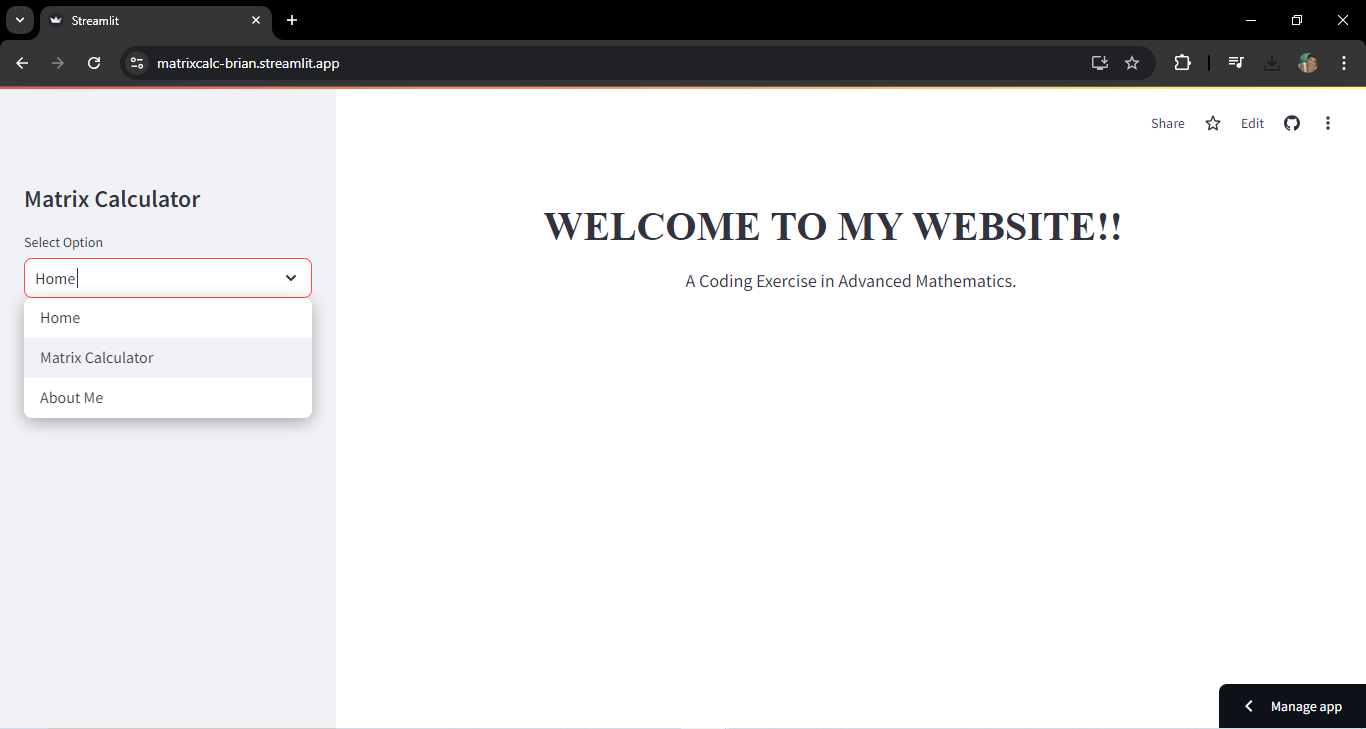 Streamlit
matrixcalc-brian.streamlit.app
Share
Edit
Matrix Calculator
Select Option
Home
Home
Matrix Calculator
About Me
WELCOME TO MY WEBSITE!!
A Coding Exercise in Advanced Mathematics.
Manage app